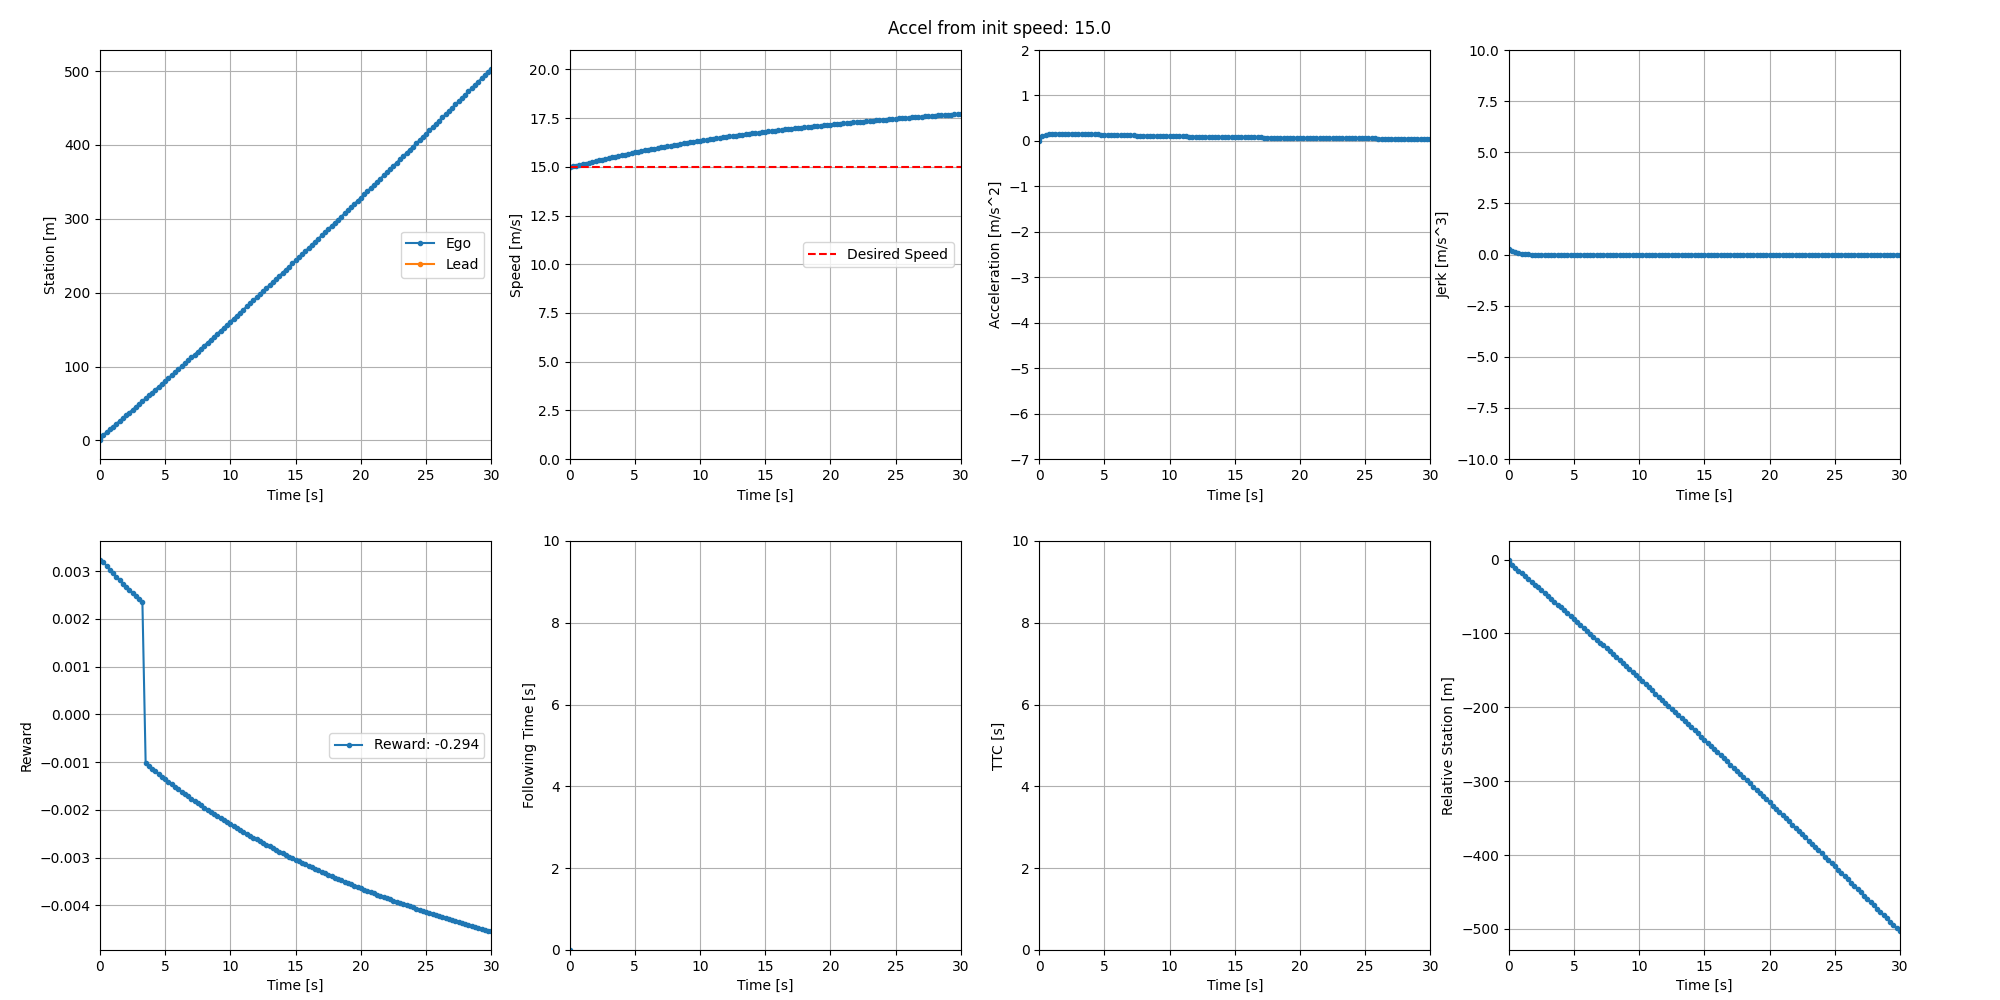 Accel from init speed: 15.0
Station [m]
500
400
300
200
100
0
0 5 10 15 20 25 30
Time [s]
Ego
Lead
Speed [m/s]
20.0
17.5
15.0
12.5
10.0
7.5
5.0
2.5
0.0
0 5 10 15 20 25 30
Time [s]
Desired Speed
Acceleration [m/s^2]
2
1
0
−1
−2
−3
−4
−5
−6
−7
0 5 10 15 20 25 30
Time [s]
Jerk [m/s^3]
10.0
7.5
5.0
2.5
0.0
−2.5
−5.0
−7.5
−10.0
0 5 10 15 20 25 30
Time [s]
Reward
0.003
0.002
0.001
0.000
−0.001
−0.002
−0.003
−0.004
0 5 10 15 20 25 30
Time [s]
Reward: -0.294
Following Time [s]
10
8
6
4
2
0
0 5 10 15 20 25 30
Time [s]
TTC [s]
10
8
6
4
2
0
0 5 10 15 20 25 30
Time [s]
Relative Station [m]
0
−100
−200
−300
−400
−500
0 5 10 15 20 25 30
Time [s]